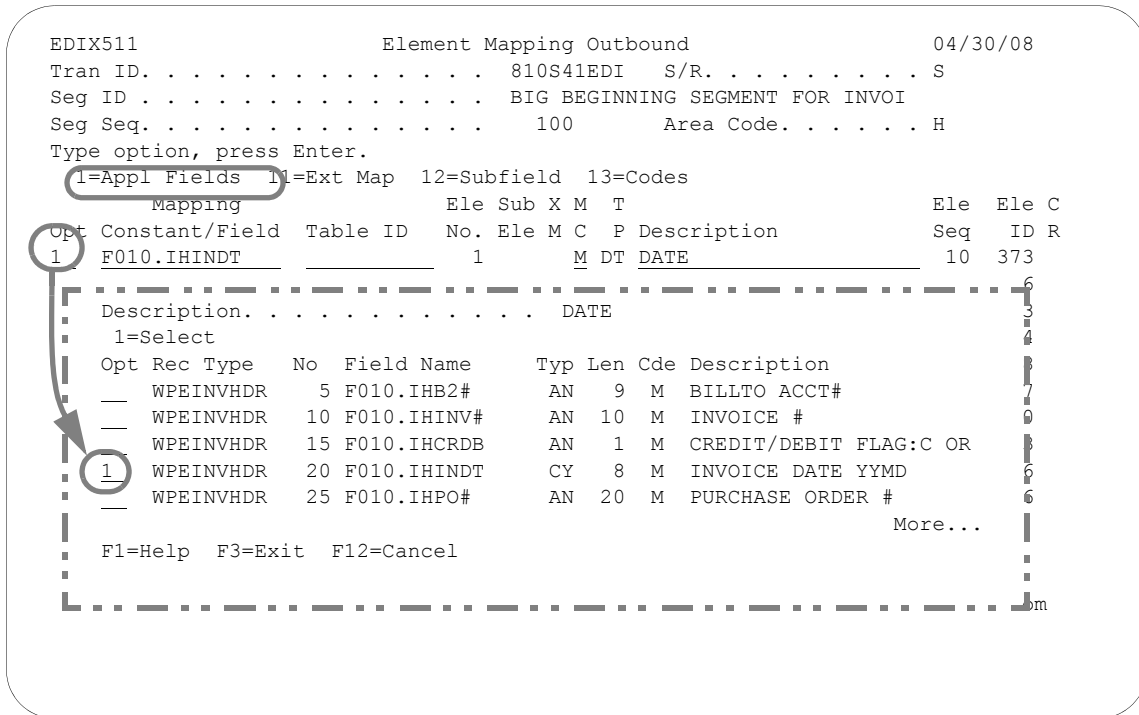 EDIX511 Element Mapping Outbound 04/30/08
Tran ID. . . . . . . . . . . . . . . 810S41EDI S/R. . . . . . . . . S
Seg ID . . . . . . . . . . . . . . . BIG BEGINNING SEGMENT FOR INVOI
Seg Seq. . . . . . . . . . . . . . . 100 Area Code. . . . . . H
Type option, press Enter.
1=Appl Fields 11=Ext Map 12=Subfield 13=Codes
Mapping Ele Sub X M T Ele Ele C
Opt Constant/Field Table ID No. Ele M C P Description Seq ID R
1 F010.IHINDT 1 M DT DATE 10 373
6
Description. . . . . . . . . . . . . DATE 3
1=Select 4
Opt Rec Type No Field Name Typ Len Cde Description
WPEINVHDR 5 F010.IHB2# AN 9 M BILLTO ACCT# 7
WPEINVHDR 10 F010.IHINV# AN 10 M INVOICE #
WPEINVHDR 15 F010.IHCRDB AN 1 M CREDIT/DEBIT FLAG:C OR
1 WPEINVHDR 20 F010.IHINDT CY 8 M INVOICE DATE YYMD 6
WPEINVHDR 25 F010.IHPO# AN 20 M PURCHASE ORDER # 6
More...
F1=Help F3=Exit F12=Cancel